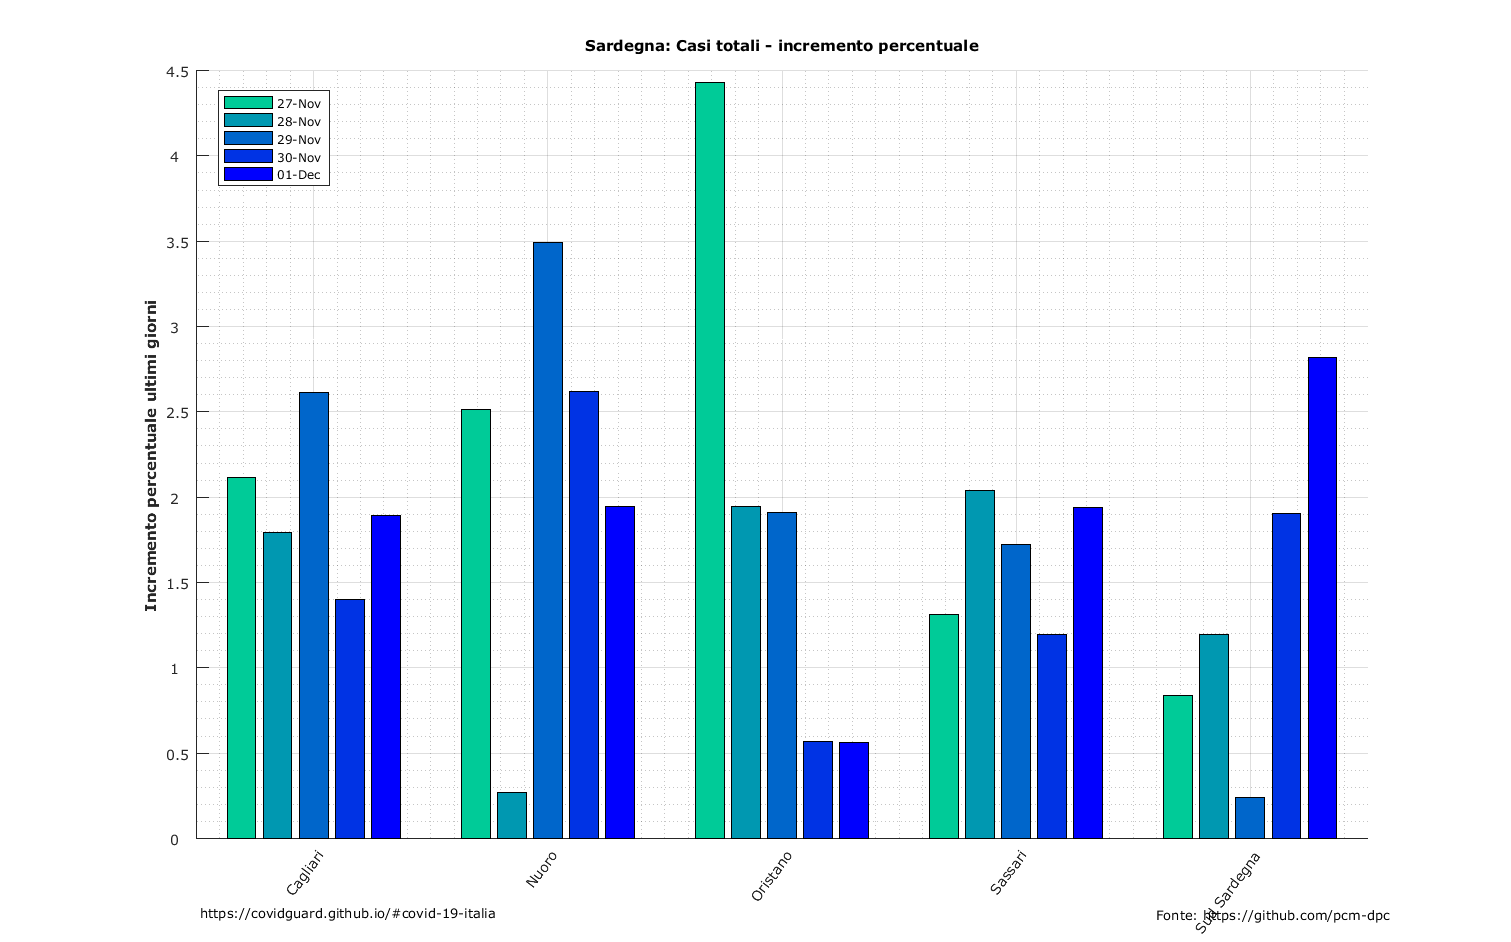 Sardegna: Casi totali - incremento percentuale
4.5
4
3.5
3
2.5
2
1.5
1
0.5
0
Incremento percentuale ultimi giorni
27-Nov
28-Nov
29-Nov
30-Nov
01-Dec
Cagliari
Nuoro
Oristano
Sassari
Sud Sardegna
https://covidguard.github.io/#covid-19-italia
Fonte: https://github.com/pcm-dpc